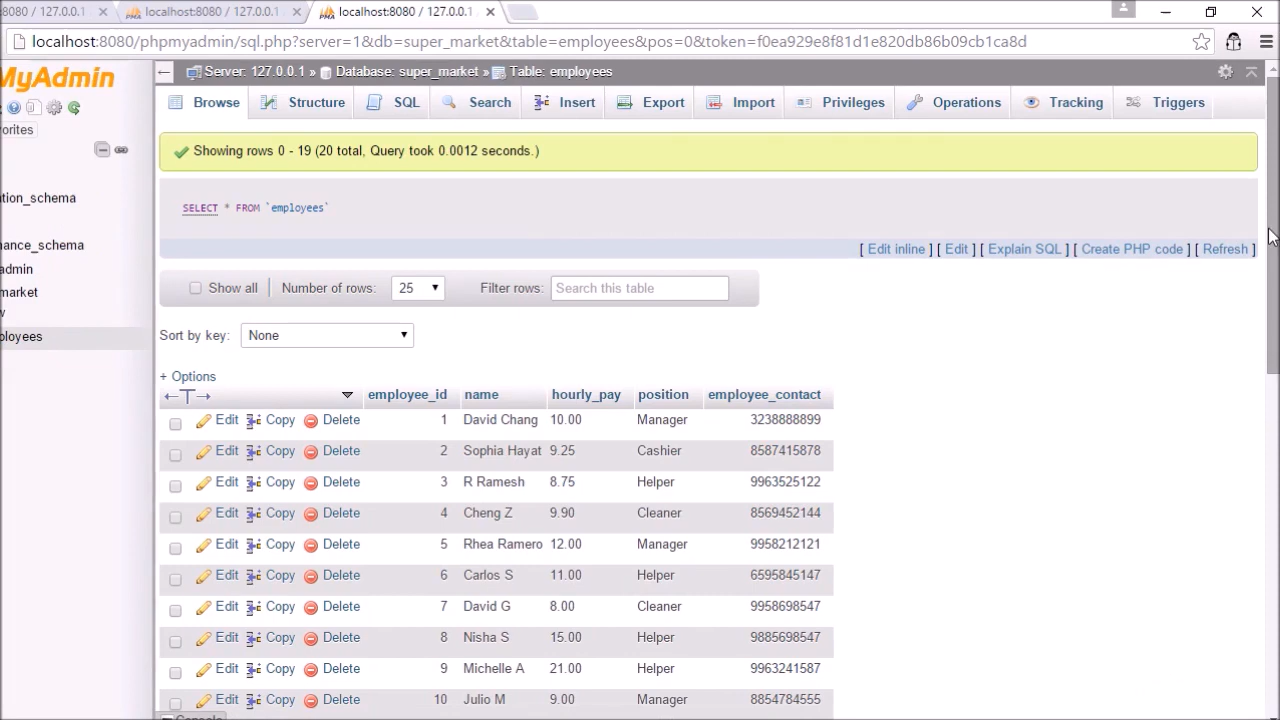 8080 / 127.0.0.1 localhost:8080 / 127.0.0.1 localhost:8080 / 127.0.0.1
localhost:8080/phpmyadmin/sql.php?server=1&db=super_market&table=employees&pos=0&token=f0ea929e8f81d1e820db86b09cb1ca8d
MyAdmin
orites
tion_schema
nance_schema
admin
market
w
ployees
Server: 127.0.0.1 » Database: super_market » Table: employees
Browse Structure SQL Search Insert Export Import Privileges Operations Tracking Triggers
Showing rows 0 - 19 (20 total, Query took 0.0012 seconds.)
SELECT * FROM `employees`
[ Edit inline ] [ Edit ] [ Explain SQL ] [ Create PHP code ] [ Refresh ]
Show all Number of rows: 25 Filter rows: Search this table
Sort by key: None
+ Options
←T→ employee_id name hourly_pay position employee_contact
Edit Copy Delete 1 David Chang 10.00 Manager 3238888899
Edit Copy Delete 2 Sophia Hayat 9.25 Cashier 8587415878
Edit Copy Delete 3 R Ramesh 8.75 Helper 9963525122
Edit Copy Delete 4 Cheng Z 9.90 Cleaner 8569452144
Edit Copy Delete 5 Rhea Ramero 12.00 Manager 9958212121
Edit Copy Delete 6 Carlos S 11.00 Helper 6595845147
Edit Copy Delete 7 David G 8.00 Cleaner 9958698547
Edit Copy Delete 8 Nisha S 15.00 Helper 9885698547
Edit Copy Delete 9 Michelle A 21.00 Helper 9963241587
Edit Copy Delete 10 Julio M 9.00 Manager 8854784555
Console